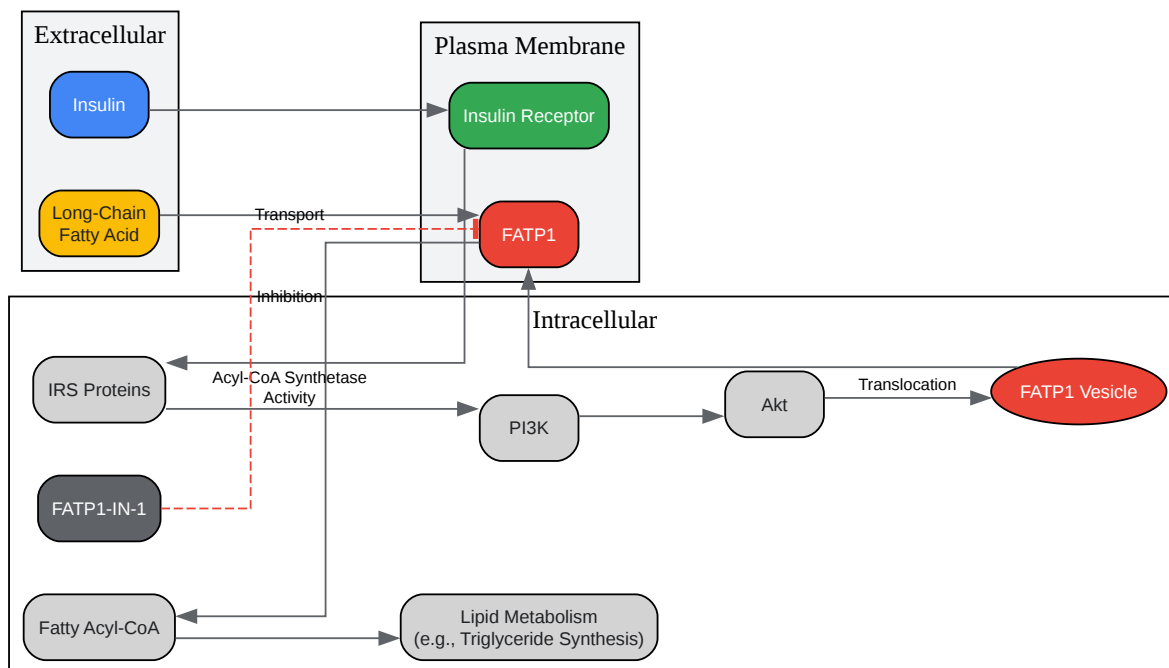 Extracellular
Plasma Membrane
Insulin
Insulin Receptor
Long-Chain
Fatty Acid
Transport
FATP1
Inhibition
Intracellular
IRS Proteins
Acyl-CoA Synthetase
Activity
PI3K
Akt
Translocation
FATP1 Vesicle
FATP1-IN-1
Fatty Acyl-CoA
Lipid Metabolism
(e.g., Triglyceride Synthesis)